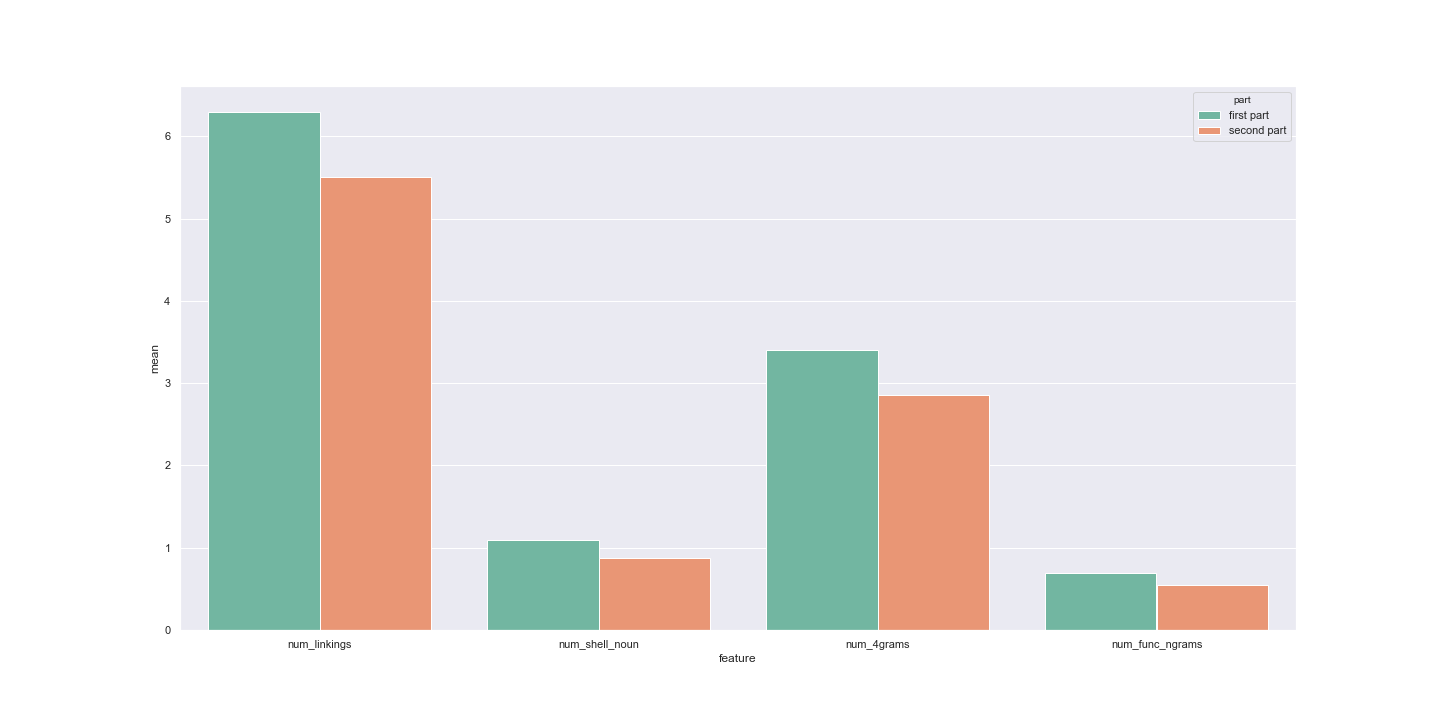 part
first part
second part
6
5
4
3
2
1
0
mean
num_linkings
num_shell_noun
num_4grams
num_func_ngrams
feature